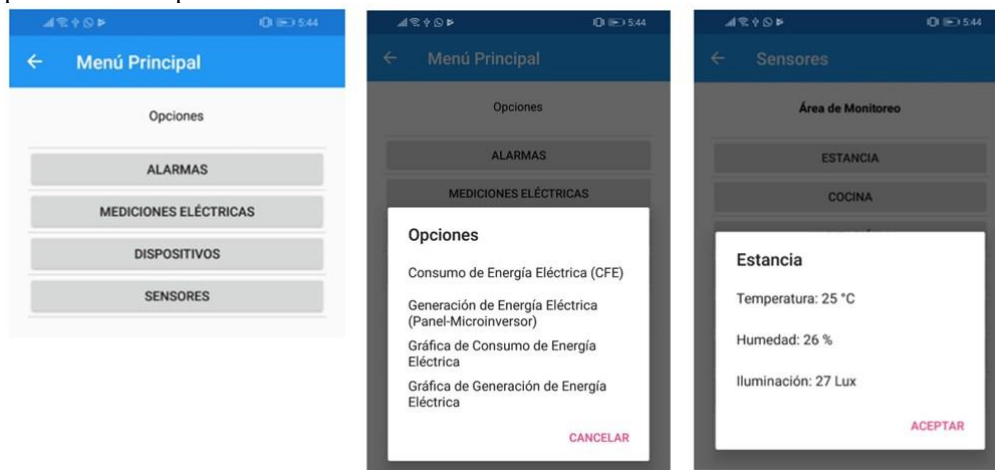 5:44
Menú Principal
Opciones
ALARMAS
MEDICIONES ELÉCTRICAS
DISPOSITIVOS
SENSORES
5:44
Menú Principal
Opciones
ALARMAS
MEDICIONES ELÉCTRICAS
Opciones
Consumo de Energía Eléctrica (CFE)
Generación de Energía Eléctrica
(Panel-Microinversor)
Gráfica de Consumo de Energía
Eléctrica
Gráfica de Generación de Energía
Eléctrica
CANCELAR
5:44
Sensores
Área de Monitoreo
ESTANCIA
COCINA
Estancia
Temperatura: 25 °C
Humedad: 26 %
Iluminación: 27 Lux
ACEPTAR